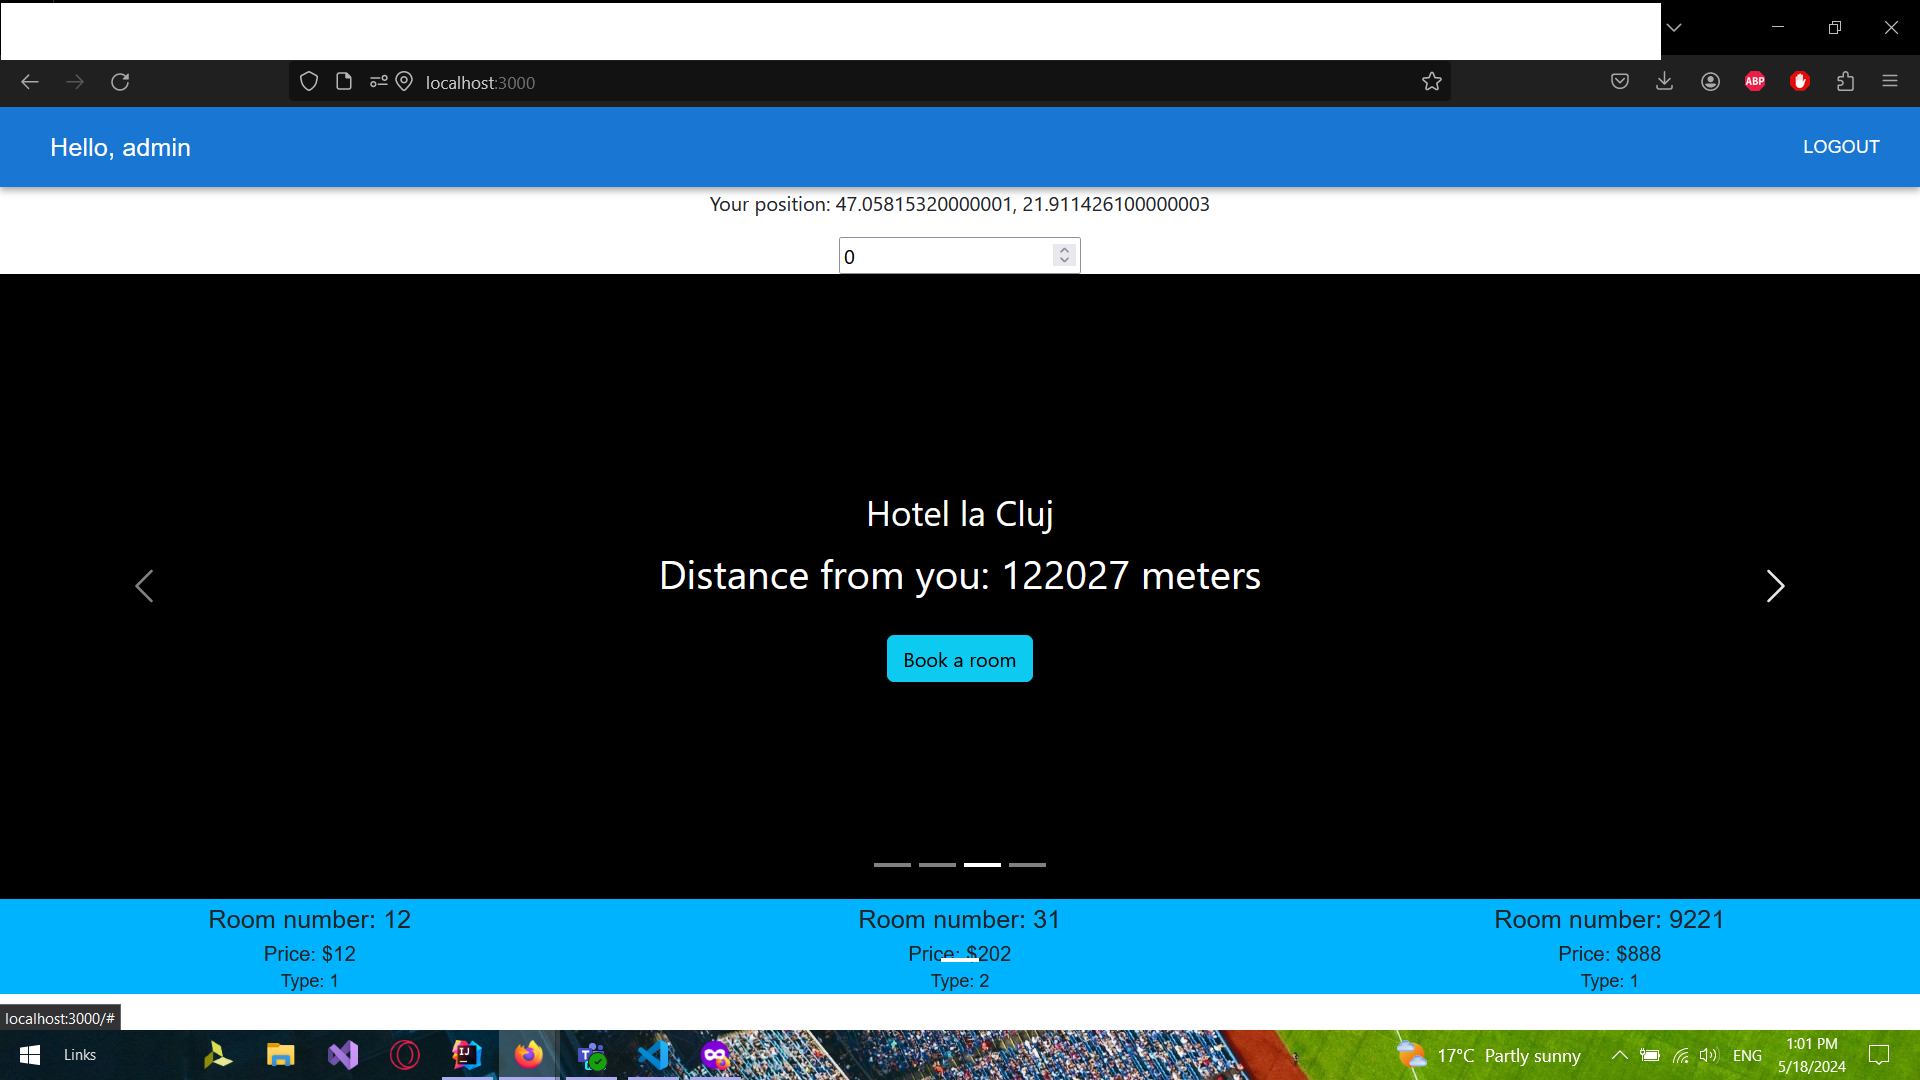 localhost:3000
ABP
Hello, admin
LOGOUT
Your position: 47.05815320000001, 21.911426100000003
0
Hotel la Cluj
Distance from you: 122027 meters
Book a room
Room number: 12
Price: $12
Type: 1
Room number: 31
Price: $202
Type: 2
Room number: 9221
Price: $888
Type: 1
localhost:3000/#
Links
17°C Partly sunny
ENG
1:01 PM
5/18/2024